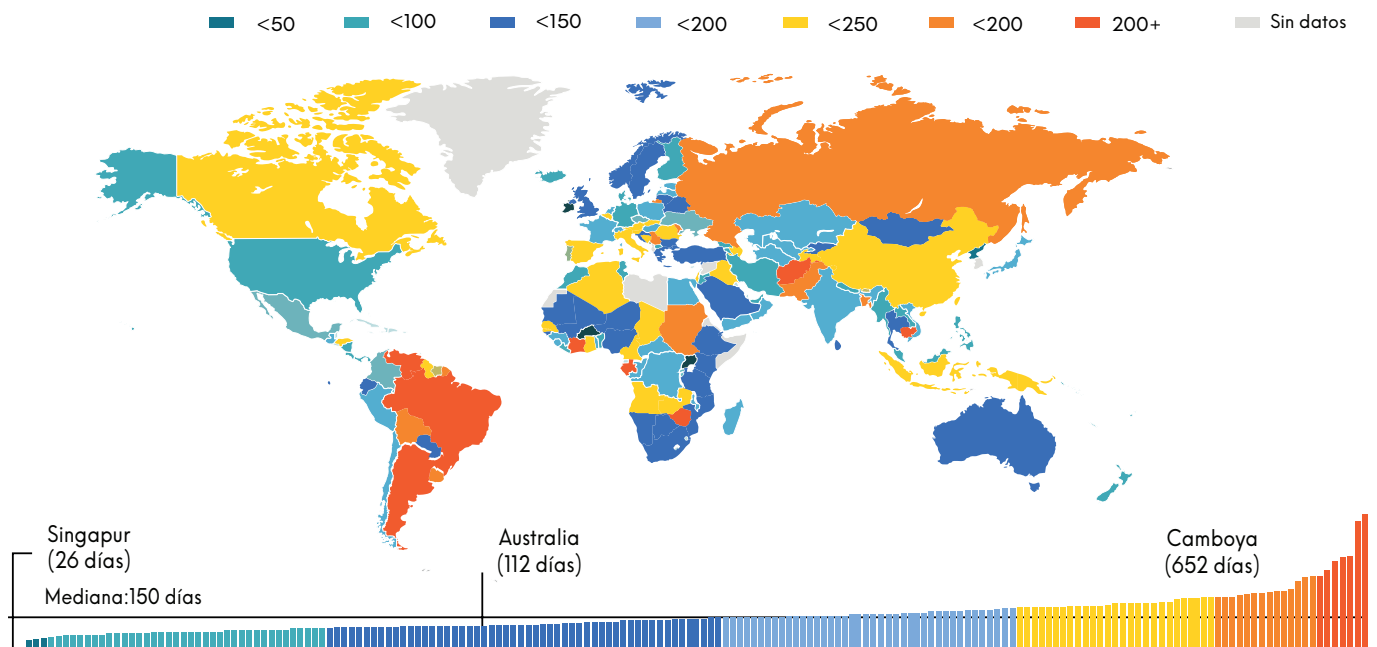 <50 <100 <150 <200 <250 <200 200+ Sin datos
Singapur
(26 días)
Australia
(112 días)
Camboya
(652 días)
Mediana:150 días